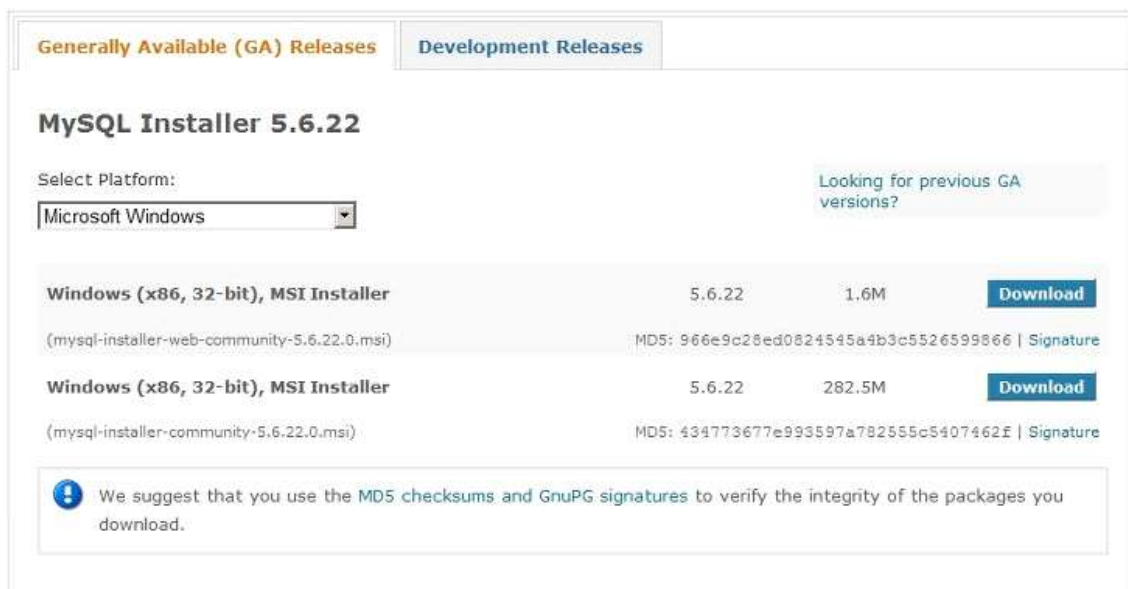 Generally Available (GA) Releases
Development Releases
MySQL Installer 5.6.22
Select Platform:
Looking for previous GA
versions?
Microsoft Windows
Windows (x86, 32-bit), MSI Installer 5.6.22 1.6M Download
(mysql-installer-web-community-5.6.22.0.msi) MD5: 966e9c28ed0824545a4b3c5526599866 | Signature
Windows (x86, 32-bit), MSI Installer 5.6.22 282.5M Download
(mysql-installer-community-5.6.22.0.msi) MD5: 434773677e993597a782555c5407462f | Signature
We suggest that you use the MD5 checksums and GnuPG signatures to verify the integrity of the packages you
download.